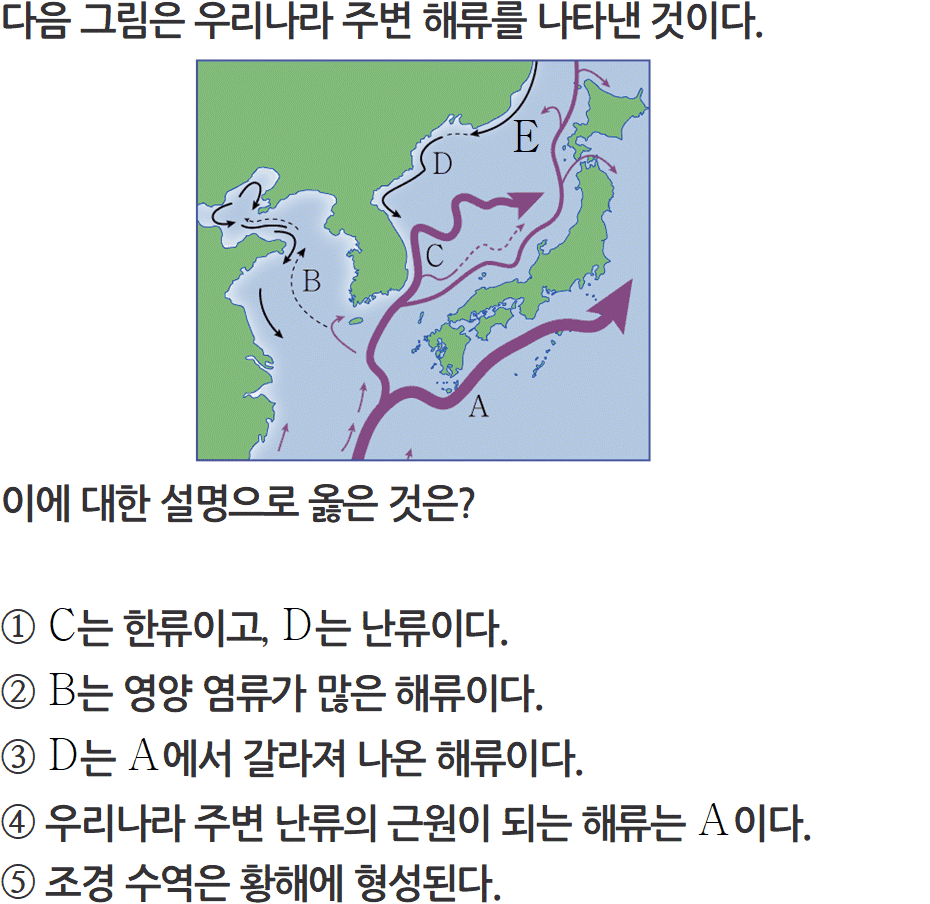 다음 그림은 우리나라 주변 해류를 나타낸 것이다.
E
D
C
B
A
이에 대한 설명으로 옳은 것은?
① C는 한류이고, D는 난류이다.
② B는 영양 염류가 많은 해류이다.
③ D는 A에서 갈라져 나온 해류이다.
④ 우리나라 주변 난류의 근원이 되는 해류는 A이다.
⑤ 조경 수역은 황해에 형성된다.